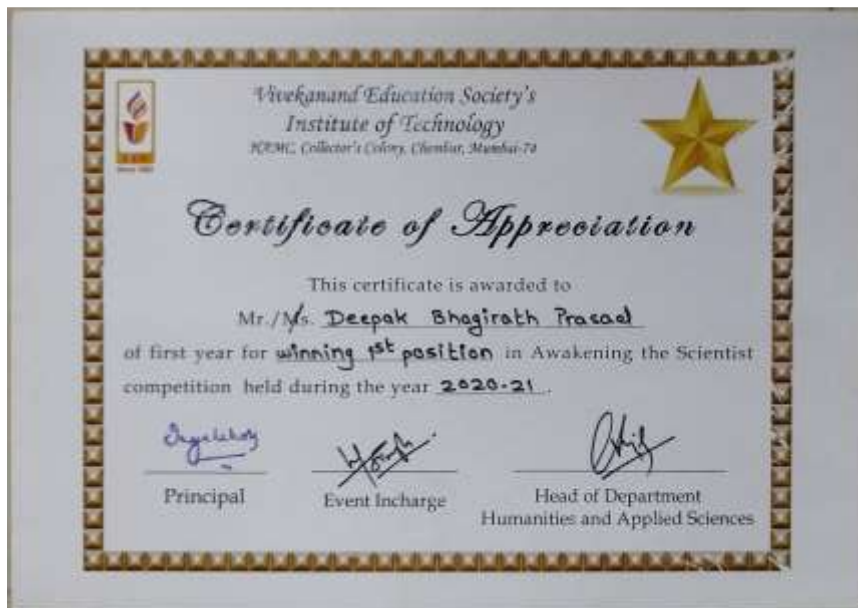 Vivekanand Education Society's
Institute of Technology
HAMC, Collector's Colony, Chembur, Mumbai-74
Certificate of Appreciation
This certificate is awarded to
Mr./Ms. Deepak Bhagirath Prasad
of first year for winning 1st position in Awakening the Scientist
competition held during the year 2020-21.
Principal
Event Incharge
Head of Department
Humanities and Applied Sciences